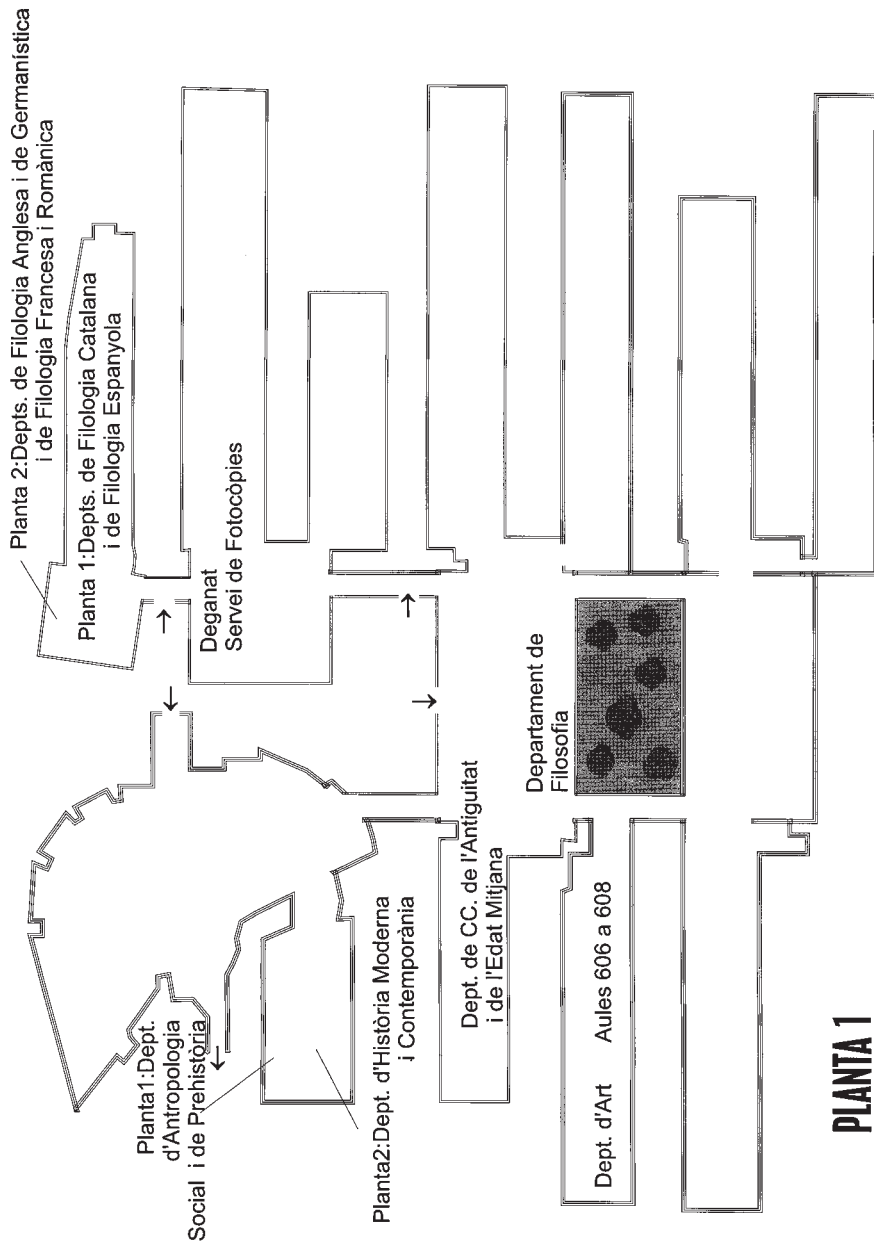 Planta 2:Depts. de Filologia Anglesa i de Germanística
i de Filologia Francesa i Romànica
Planta 1:Depts. de Filologia Catalana
i de Filologia Espanyola
Deganat
Servei de Fotocòpies
Planta1:Dept.
d'Antropologia
Social i de Prehistòria
Planta2:Dept. d'Història Moderna
i Contemporània
Dept. de CC. de l'Antiguitat
i de l'Edat Mitjana
Departament de
Filosofia
Dept. d'Art Aules 606 a 608
PLANTA 1